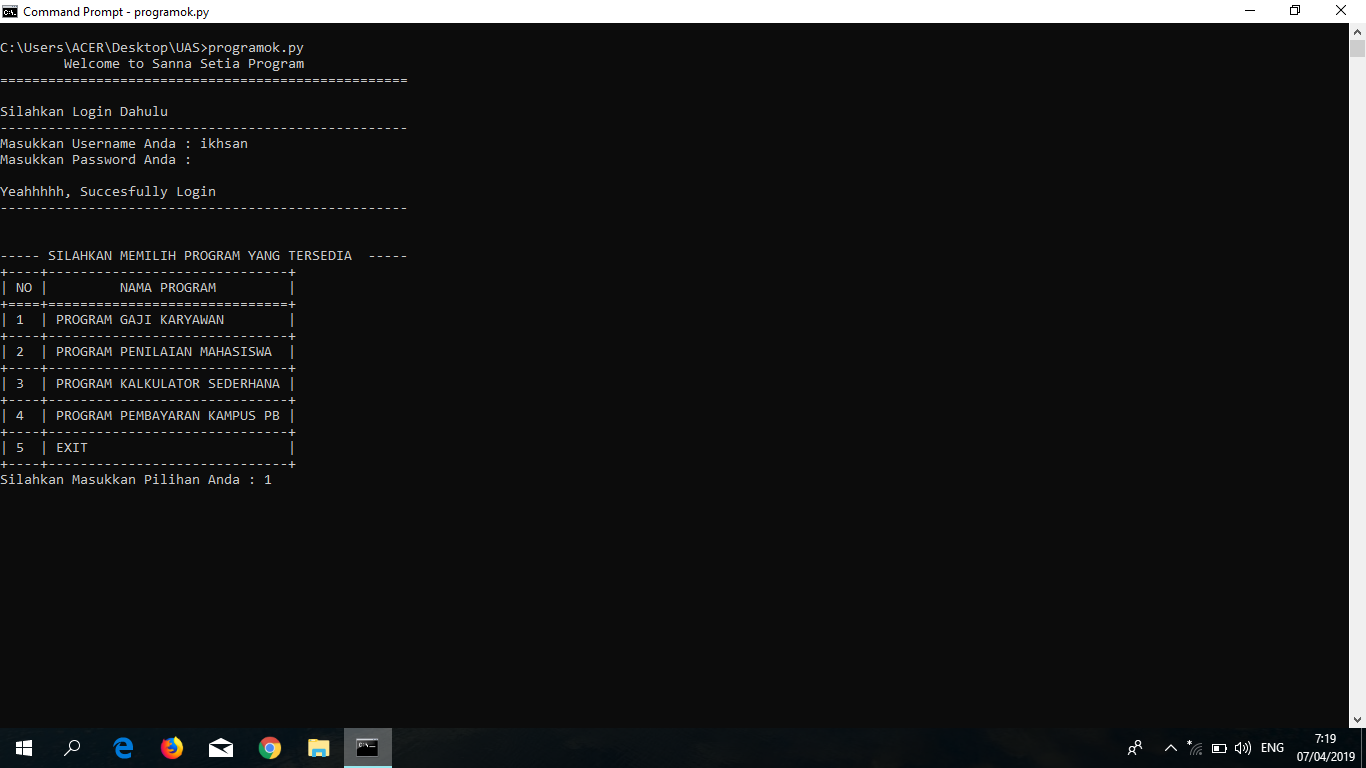 Command Prompt - programok.py
C:\Users\ACER\Desktop\UAS>programok.py
        Welcome to Sanna Setia Program
===================================================
Silahkan Login Dahulu
---------------------------------------------------
Masukkan Username Anda : ikhsan
Masukkan Password Anda :
Yeahhhhh, Succesfully Login
---------------------------------------------------
----- SILAHKAN MEMILIH PROGRAM YANG TERSEDIA  -----
+----+------------------------------+
| NO |         NAMA PROGRAM         |
+====+==============================+
| 1  | PROGRAM GAJI KARYAWAN        |
+----+------------------------------+
| 2  | PROGRAM PENILAIAN MAHASISWA  |
+----+------------------------------+
| 3  | PROGRAM KALKULATOR SEDERHANA |
+----+------------------------------+
| 4  | PROGRAM PEMBAYARAN KAMPUS PB |
+----+------------------------------+
| 5  | EXIT                         |
+----+------------------------------+
Silahkan Masukkan Pilihan Anda : 1
ENG
7:19
07/04/2019